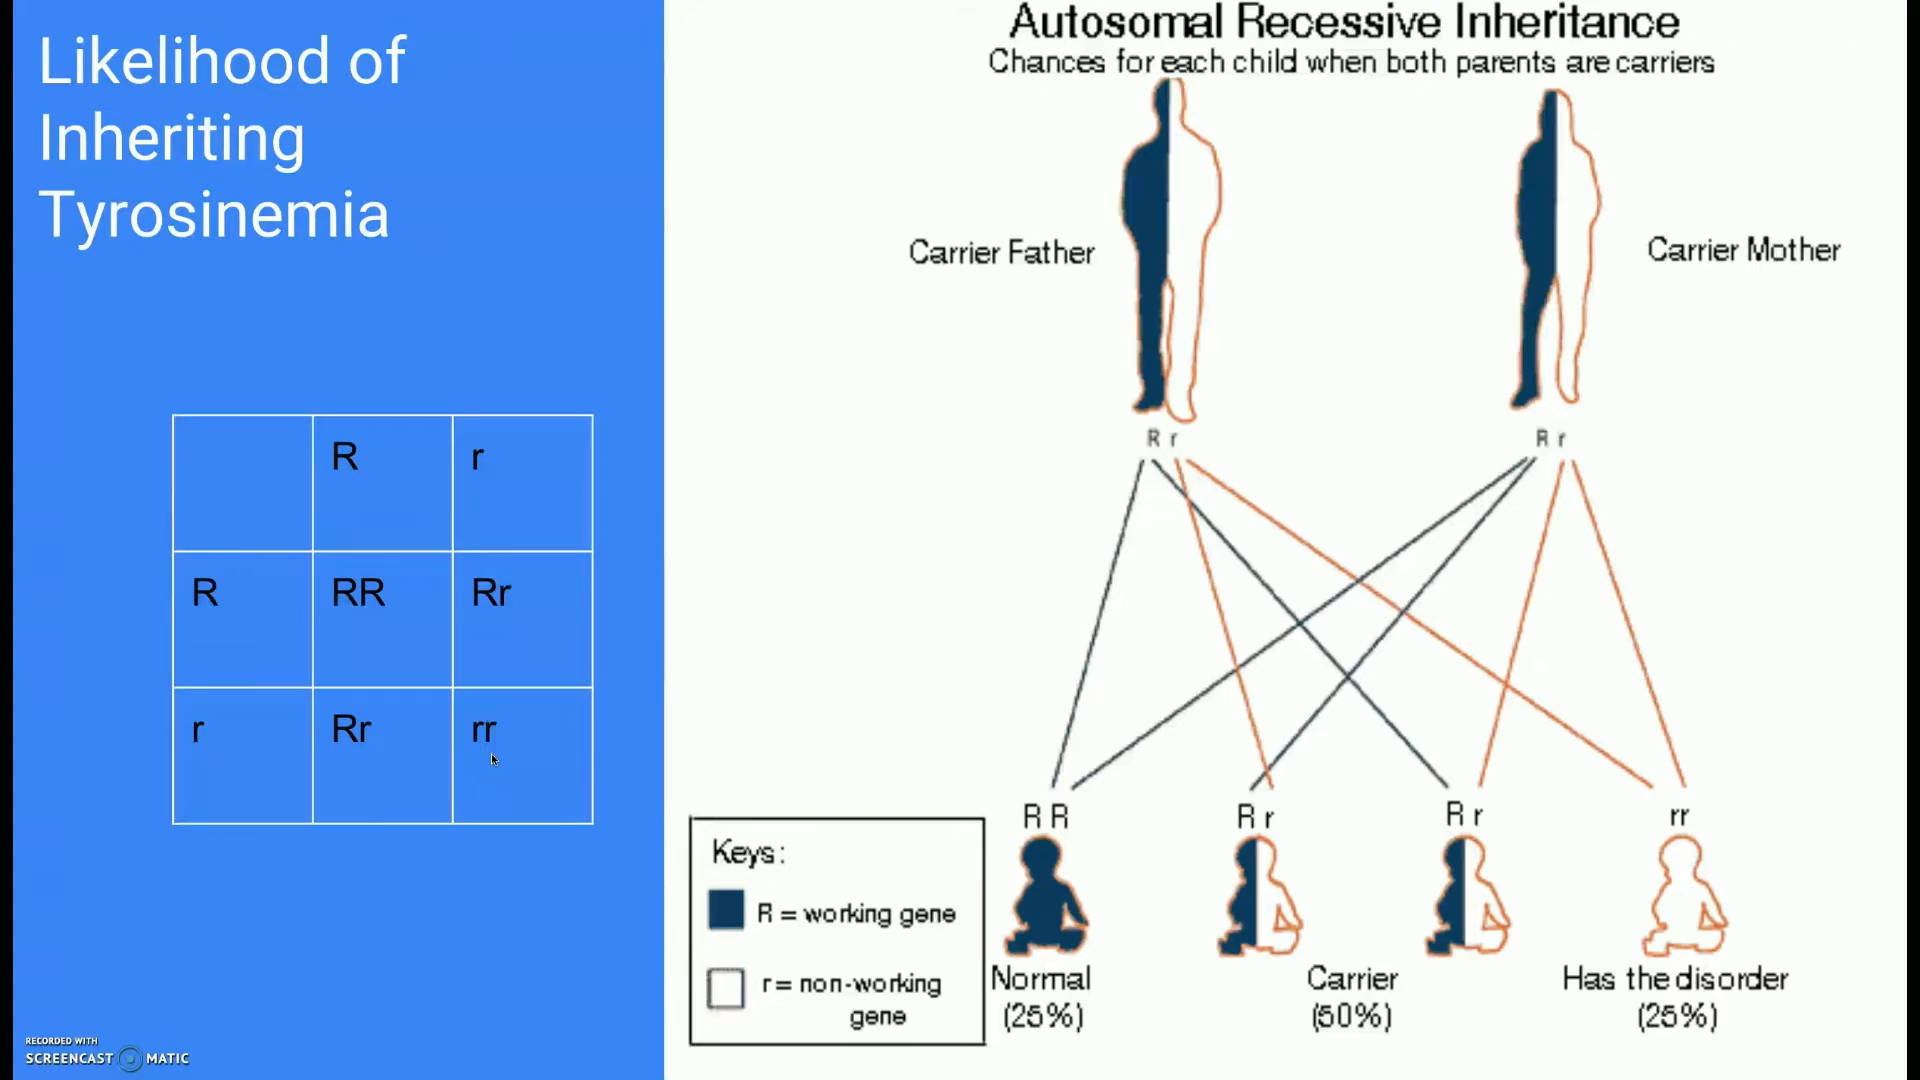 Likelihood of
Inheriting
Tyrosinemia
R r
R RR Rr
r Rr rr
RECORDED WITH
SCREENCAST MATIC
Autosomal Recessive Inheritance
Chances for each child when both parents are carriers
Carrier Father
Carrier Mother
R r
R r
R R
R r
R r
rr
Keys:
R = working gene
r = non-working
gene
Normal
(25%)
Carrier
(50%)
Has the disorder
(25%)